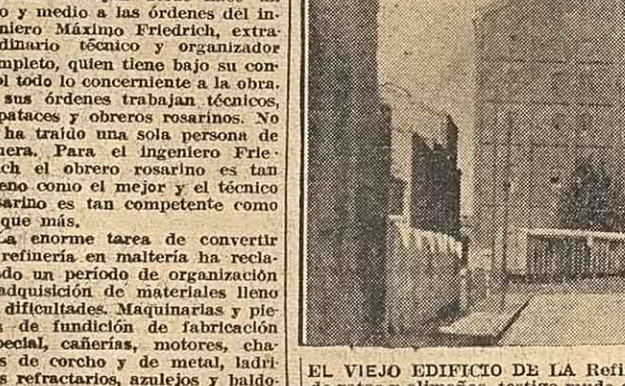 o y medio a las órdenes del in-
niero Máximo Friedrich, extra-
dinario técnico y organizador
mpleto, quien tiene bajo su con-
l todo lo concerniente a la obra.
sus órdenes trabajan técnicos,
pataces y obreros rosarinos. No
ha traído una sola persona de
uera. Para el ingeniero Frie-
ch el obrero rosarino es tan
eno como el mejor y el técnico
sarino es tan competente como
que más.
La enorme tarea de convertir
refinería en maltería ha recla-
do un período de organización
adquisición de materiales lleno
dificultades. Maquinarias y pie-
s de fundición de fabricación
pecial, cañerías, motores, cha-
s de corcho y de metal, ladri-
s refractarios, azulejos y baldo-
EL VIEJO EDIFICIO DE LA Refi